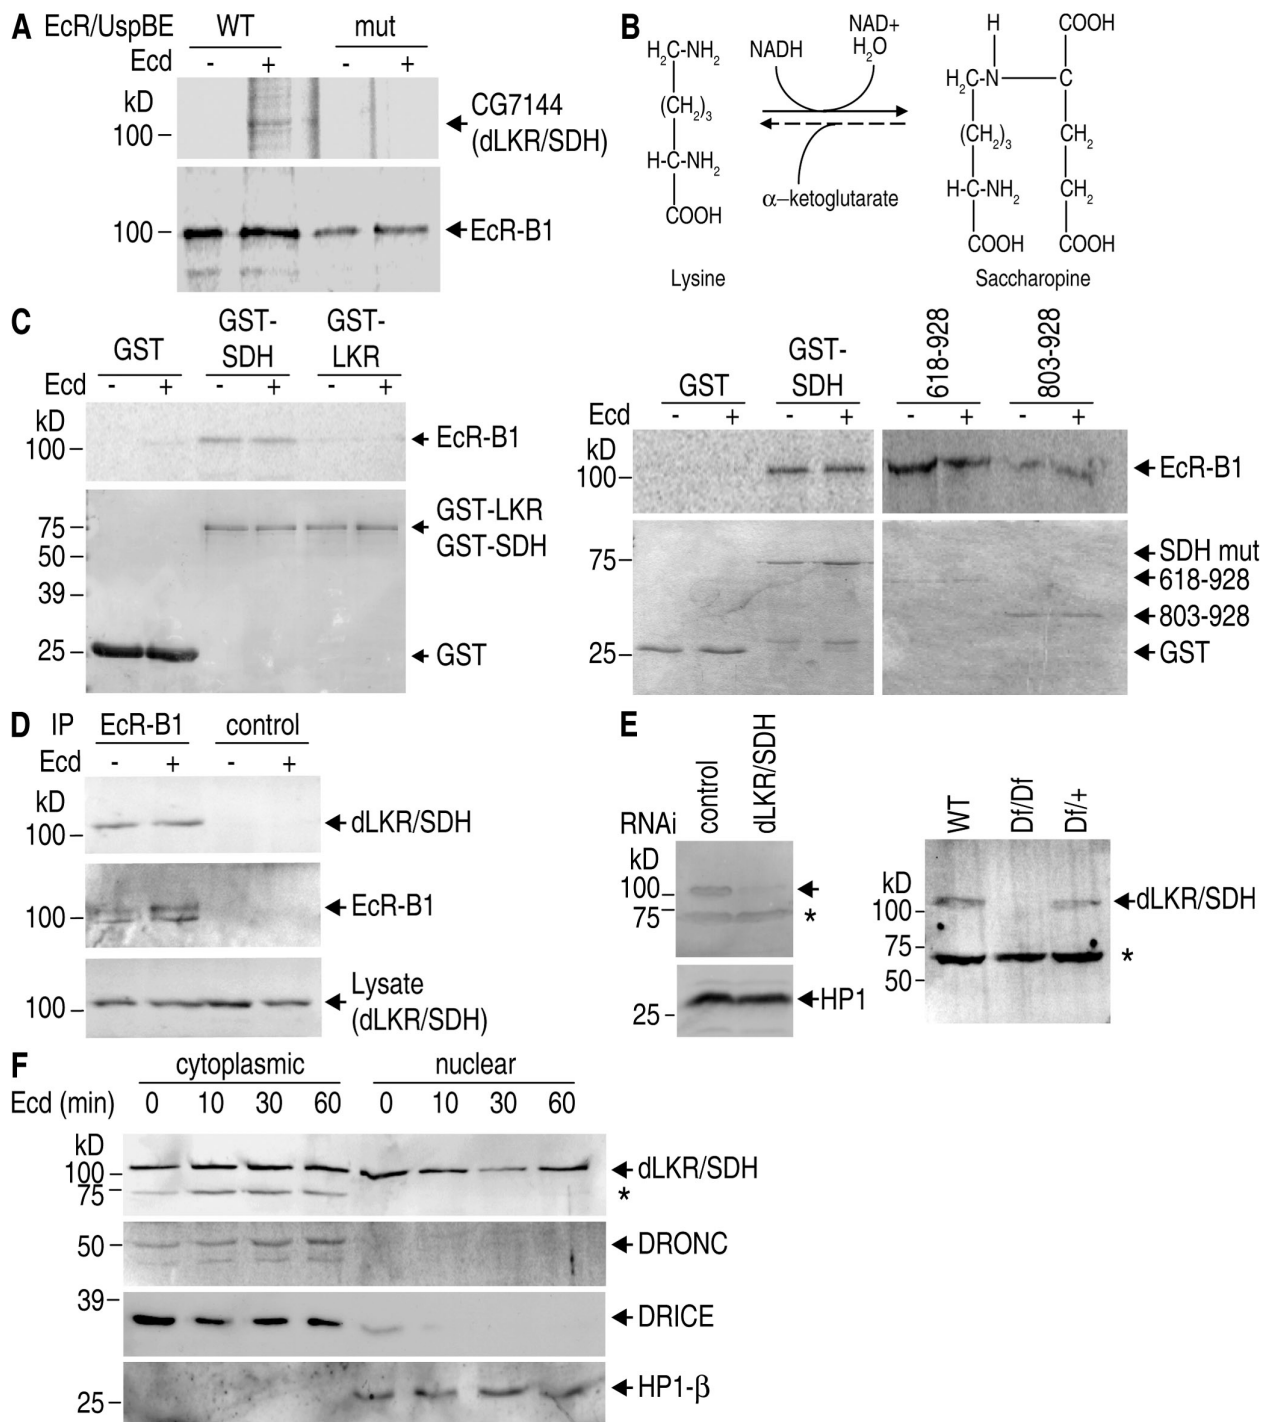 A EcR/UspBE WT mut
Ecd - + - +
kD
100
CG7144
(dLKR/SDH)
100
EcR-B1
B
H2C-NH2
(CH2)3
H-C-NH2
COOH
Lysine
NADH
NAD+
H2O
α–ketoglutarate
H
COOH
H2C-N
C
(CH2)3
CH2
H-C-NH2
CH2
COOH
COOH
Saccharopine
C
GST
GST-
SDH
GST-
LKR
Ecd - + - + - +
kD
100
EcR-B1
75
50
39
25
GST-LKR
GST-SDH
GST
GST
GST-
SDH
618-928
803-928
Ecd - + - + - + - +
kD
100
EcR-B1
75
25
SDH mut
618-928
803-928
GST
D IP EcR-B1 control
Ecd - + - +
kD
100
dLKR/SDH
100
EcR-B1
100
Lysate
(dLKR/SDH)
E
RNAi
control
dLKR/SDH
kD
100
75
*
25
HP1
WT
Df/Df
Df/+
kD
100
75
50
dLKR/SDH
*
F cytoplasmic nuclear
Ecd (min) 0 10 30 60 0 10 30 60
kD
100
75
dLKR/SDH
*
50
DRONC
39
DRICE
25
HP1-β